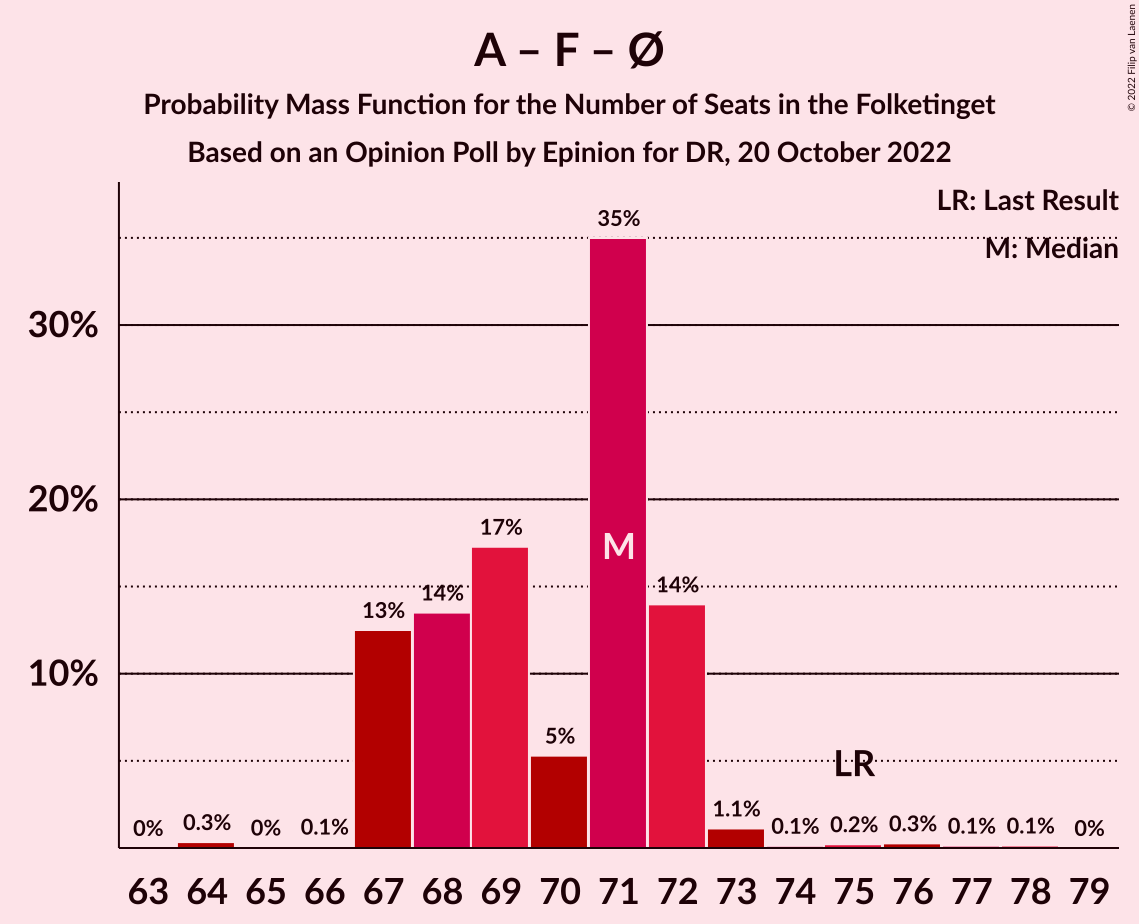 A – F – Ø
Probability Mass Function for the Number of Seats in the Folketinget
Based on an Opinion Poll by Epinion for DR, 20 October 2022
© 2022 Filip van Laenen
LR: Last Result
M: Median
30%
20%
10%
0%
0.3%
0%
0.1%
13%
14%
17%
5%
35%
M
14%
1.1%
0.1%
LR
0.2%
0.3%
0.1%
0.1%
0%
63 64 65 66 67 68 69 70 71 72 73 74 75 76 77 78 79